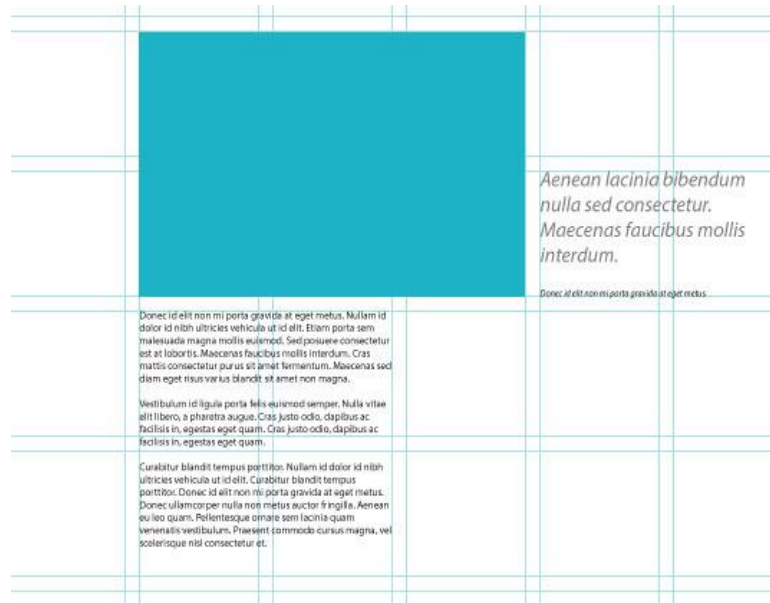 Aenean lacinia bibendum
nulla sed consectetur.
Maecenas faucibus mollis
interdum.
Donec id elit non mi porta gravida at eget metus.
Donec id elit non mi porta gravida at eget metus. Nullam id
dolor id nibh ultricies vehicula ut id elit. Etiam porta sem
malesuada magna mollis euismod. Sed posuere consectetur
est at lobortis. Maecenas faucibus mollis interdum. Cras
mattis consectetur purus sit amet fermentum. Maecenas sed
diam eget risus varius blandit sit amet non magna.
Vestibulum id ligula porta felis euismod semper. Nulla vitae
elit libero, a pharetra augue. Cras justo odio, dapibus ac
facilisis in, egestas eget quam. Cras justo odio, dapibus ac
facilisis in, egestas eget quam.
Curabitur blandit tempus porttitor. Nullam id dolor id nibh
ultricies vehicula ut id elit. Curabitur blandit tempus
porttitor. Donec id elit non mi porta gravida at eget metus.
Donec ullamcorper nulla non metus auctor fringilla. Aenean
eu leo quam. Pellentesque ornare sem lacinia quam
venenatis vestibulum. Praesent commodo cursus magna, vel
scelerisque nisl consectetur et.